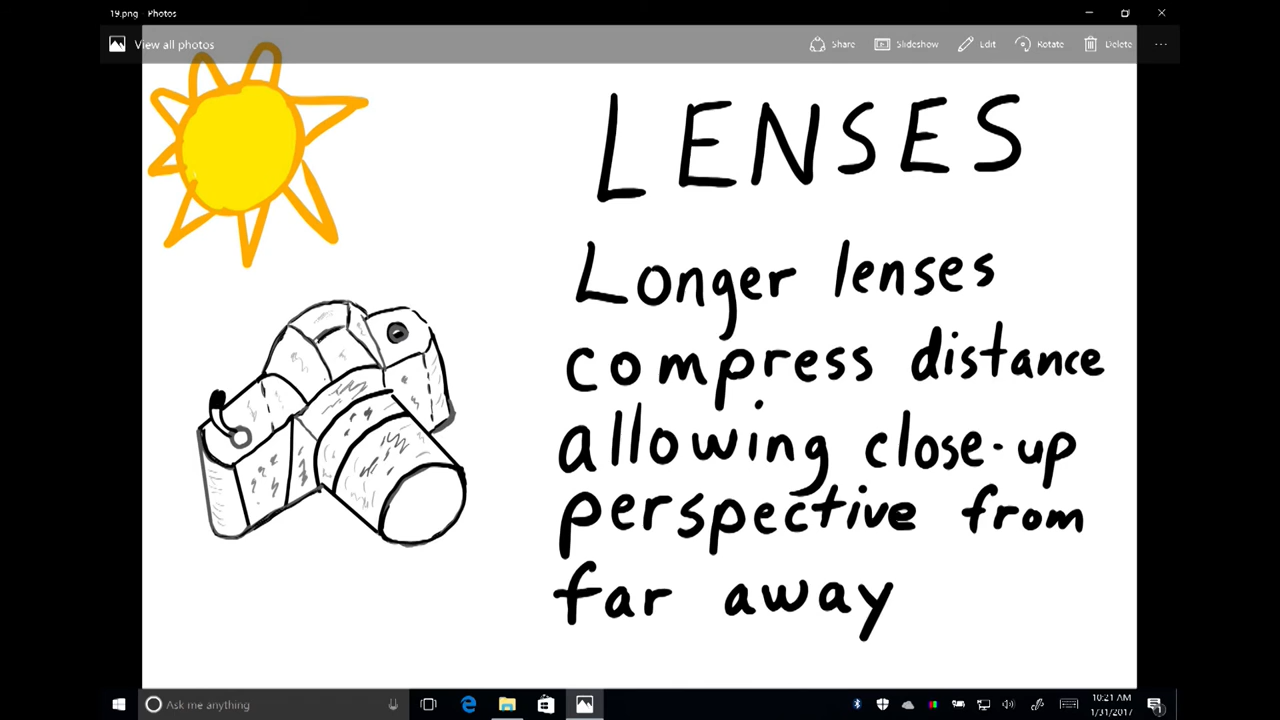 19.png - Photos
View all photos
Share
Slideshow
Edit
Rotate
Delete
LENSES
Longer lenses
compress distance
allowing close-up
perspective from
far away
Ask me anything
10:21 AM
1/31/2017